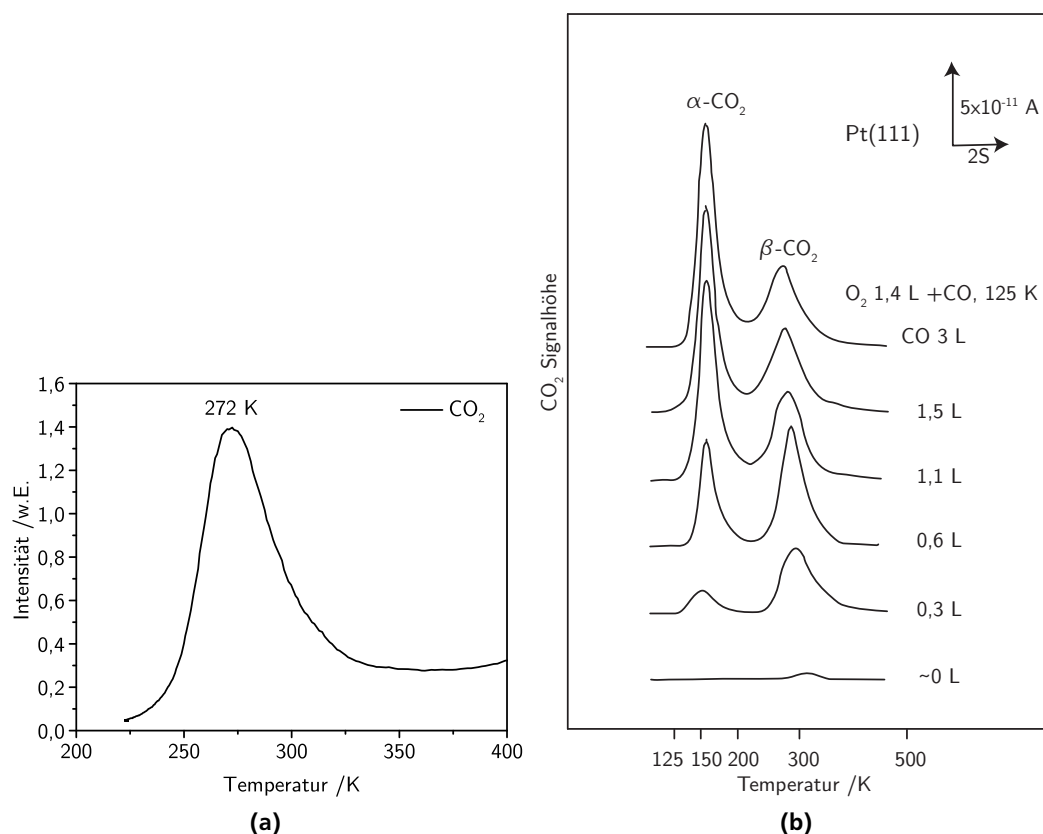 1,6
1,4
1,2
1,0
0,8
0,6
0,4
0,2
0,0
Intensität /w.E.
272 K
CO₂
200 250 300 350 400
Temperatur /K
(a)
CO₂ Signalhöhe
α-CO₂
β-CO₂
Pt(111)
5x10⁻¹¹ A
2S
O₂ 1,4 L +CO, 125 K
CO 3 L
1,5 L
1,1 L
0,6 L
0,3 L
~0 L
125 150 200 300 500
Temperatur /K
(b)